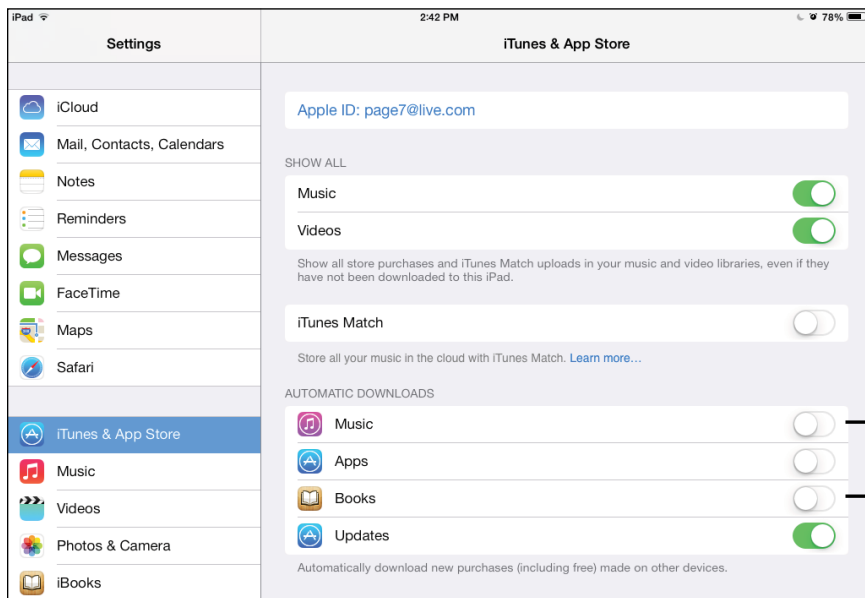 iPad
2:42 PM
78%
Settings
iTunes & App Store
iCloud
Mail, Contacts, Calendars
Notes
Reminders
Messages
FaceTime
Maps
Safari
iTunes & App Store
Music
Videos
Photos & Camera
iBooks
Apple ID: page7@live.com
SHOW ALL
Music
Videos
Show all store purchases and iTunes Match uploads in your music and video libraries, even if they
have not been downloaded to this iPad.
iTunes Match
Store all your music in the cloud with iTunes Match. Learn more...
AUTOMATIC DOWNLOADS
Music
Apps
Books
Updates
Automatically download new purchases (including free) made on other devices.